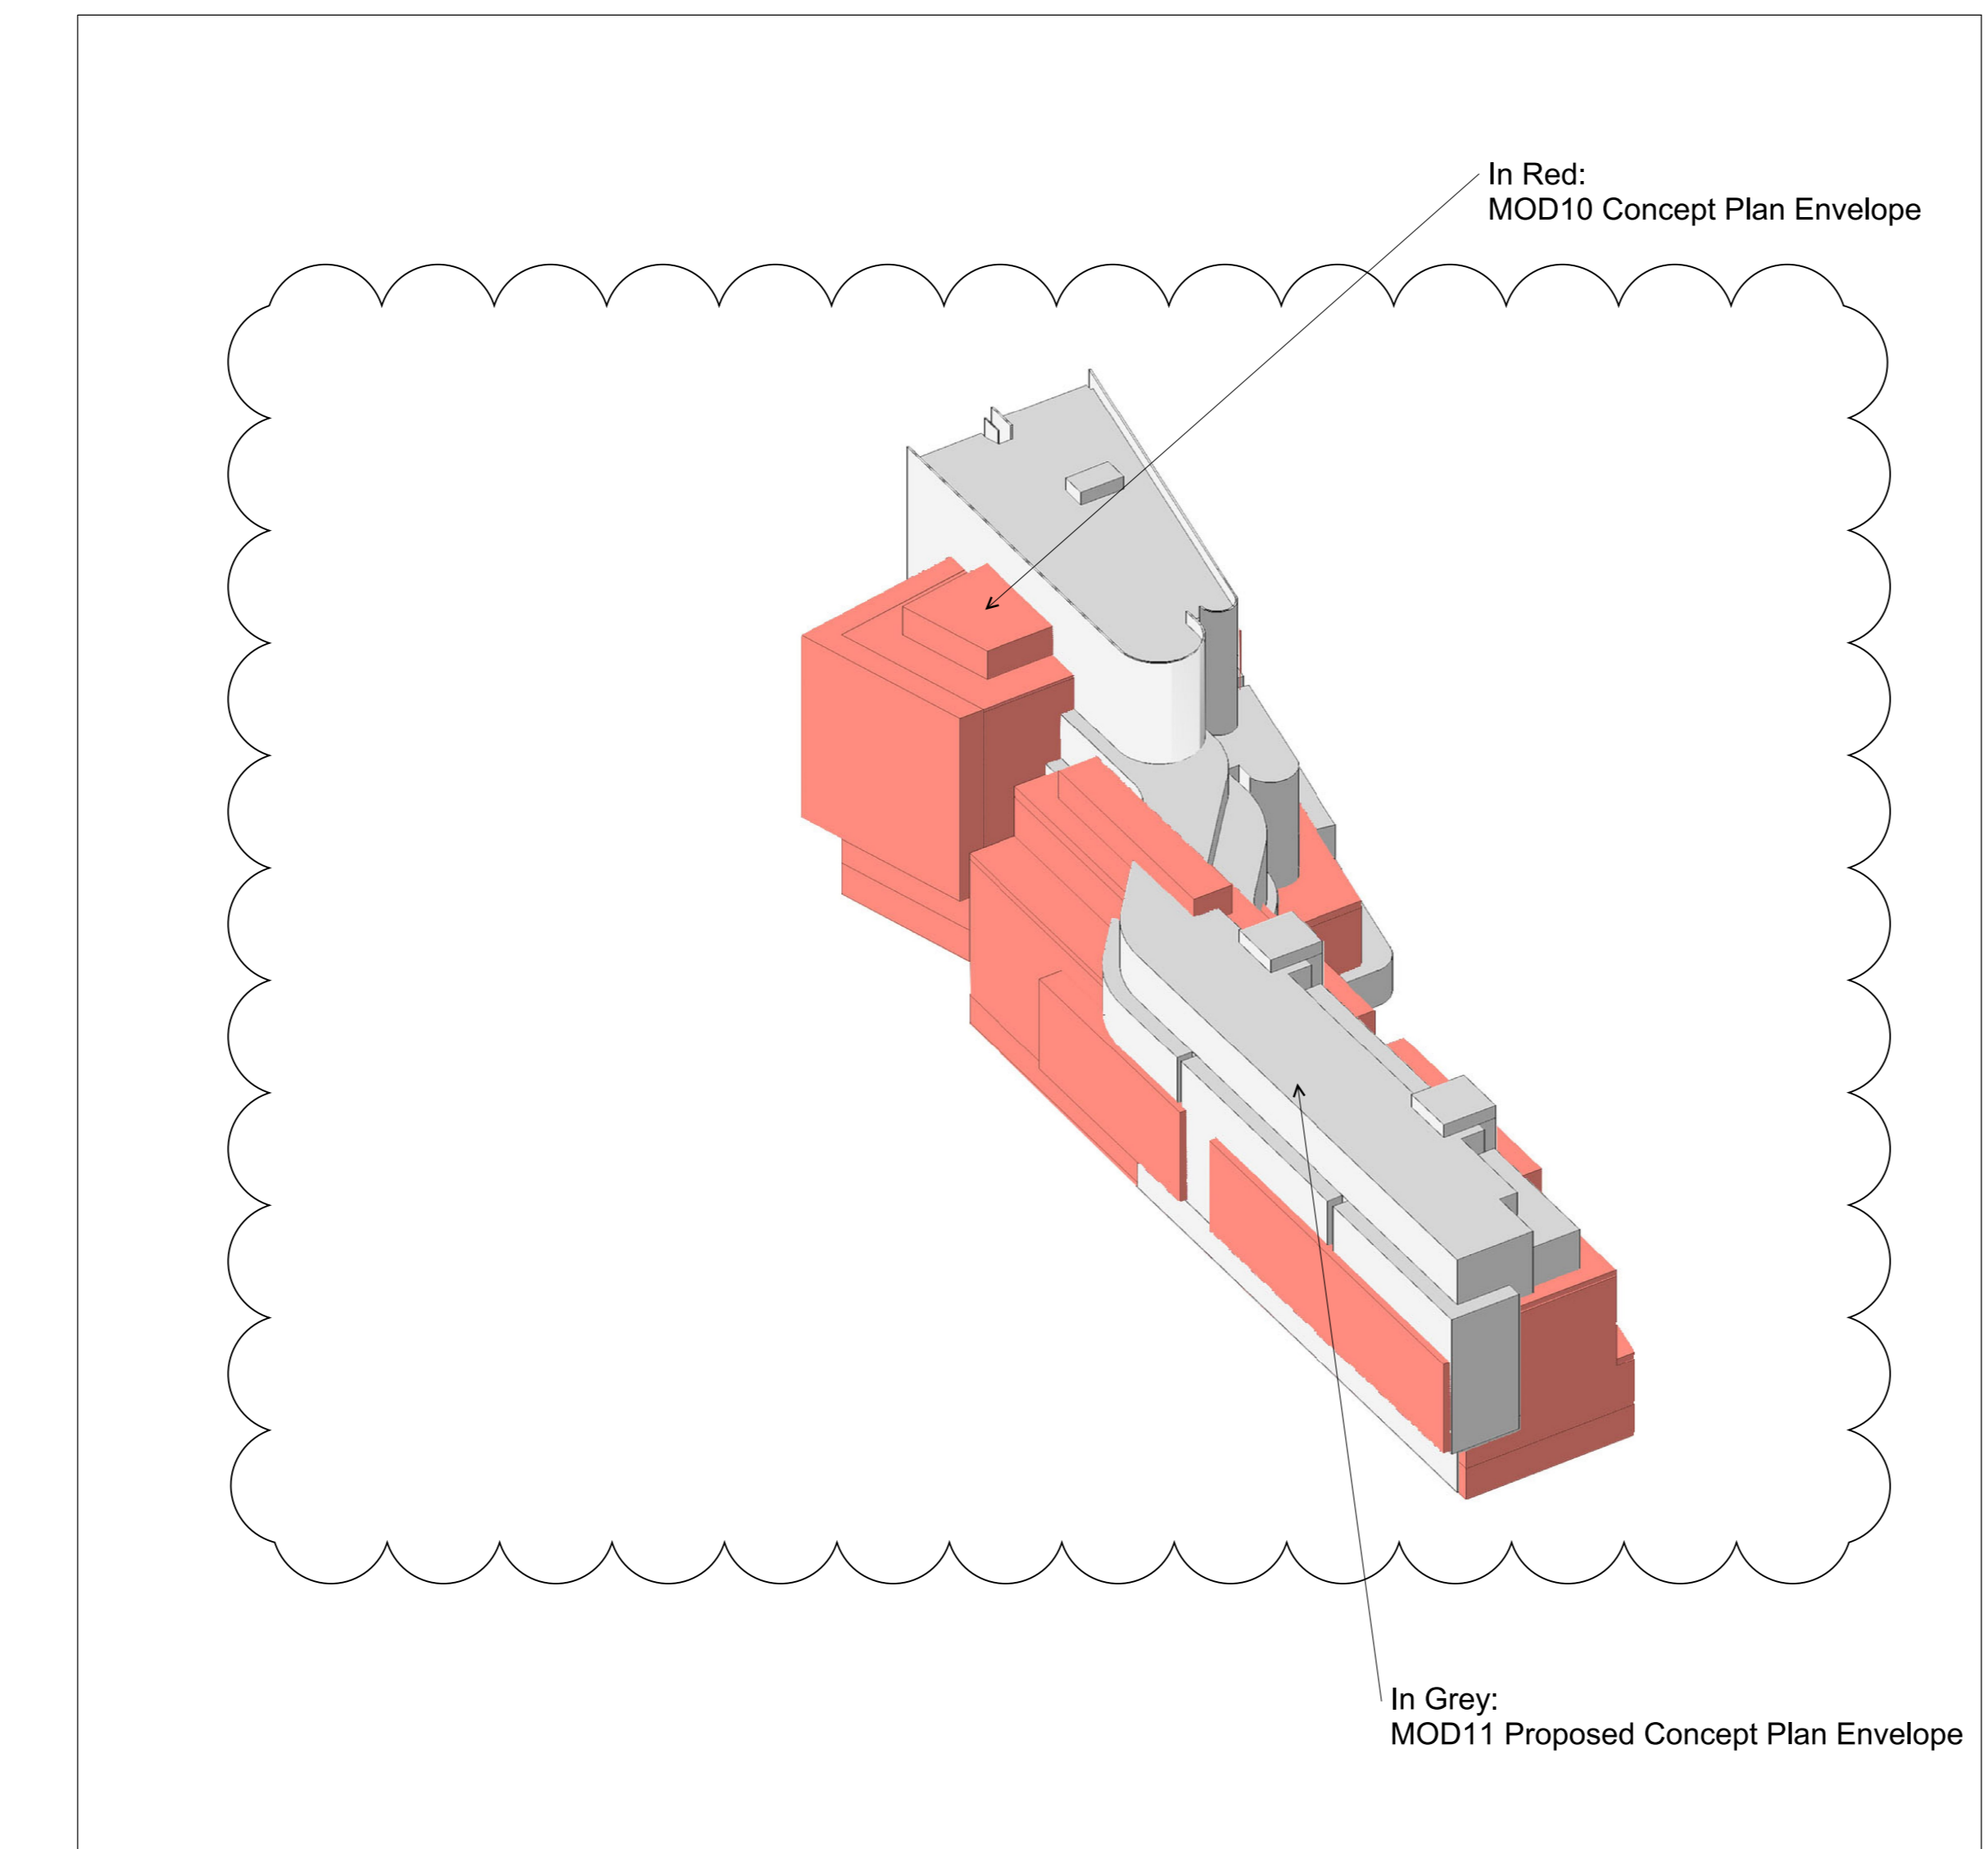 In Red:
MOD10 Concept Plan Envelope
In Grey:
MOD11 Proposed Concept Plan Envelope